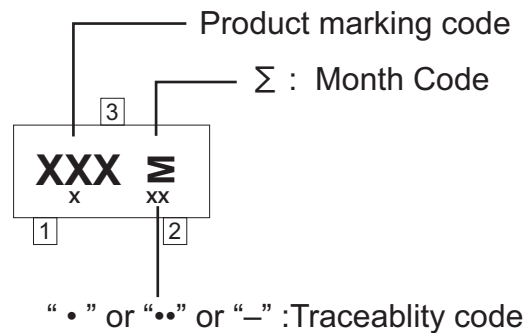 Product marking code
∑ : Month Code
3
XXX Σ
x xx
1 2
“ • ” or “••” or “–” :Traceablity code